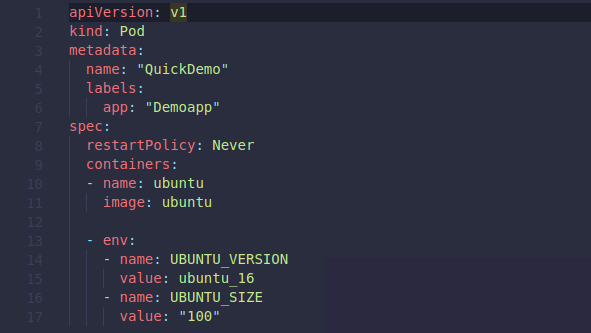 1 apiVersion: v1
2 kind: Pod
3 metadata:
4   name: "QuickDemo"
5   labels:
6     app: "Demoapp"
7 spec:
8   restartPolicy: Never
9   containers:
10   - name: ubuntu
11     image: ubuntu
12
13   - env:
14     - name: UBUNTU_VERSION
15       value: ubuntu_16
16     - name: UBUNTU_SIZE
17       value: "100"